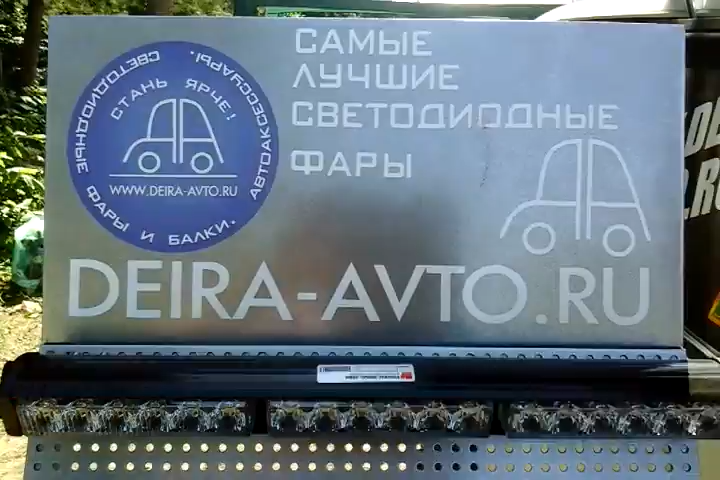 САМЫЕ
ЛУЧШИЕ
СВЕТОДИОДНЫЕ
ФАРЫ
СВЕТОДИОДНЫЕ ФАРЫ И БАЛКИ. АВТОАКСЕССУАРЫ.
СТАНЬ ЯРЧЕ!
WWW.DEIRA-AVTO.RU
DEIRA-AVTO.RU